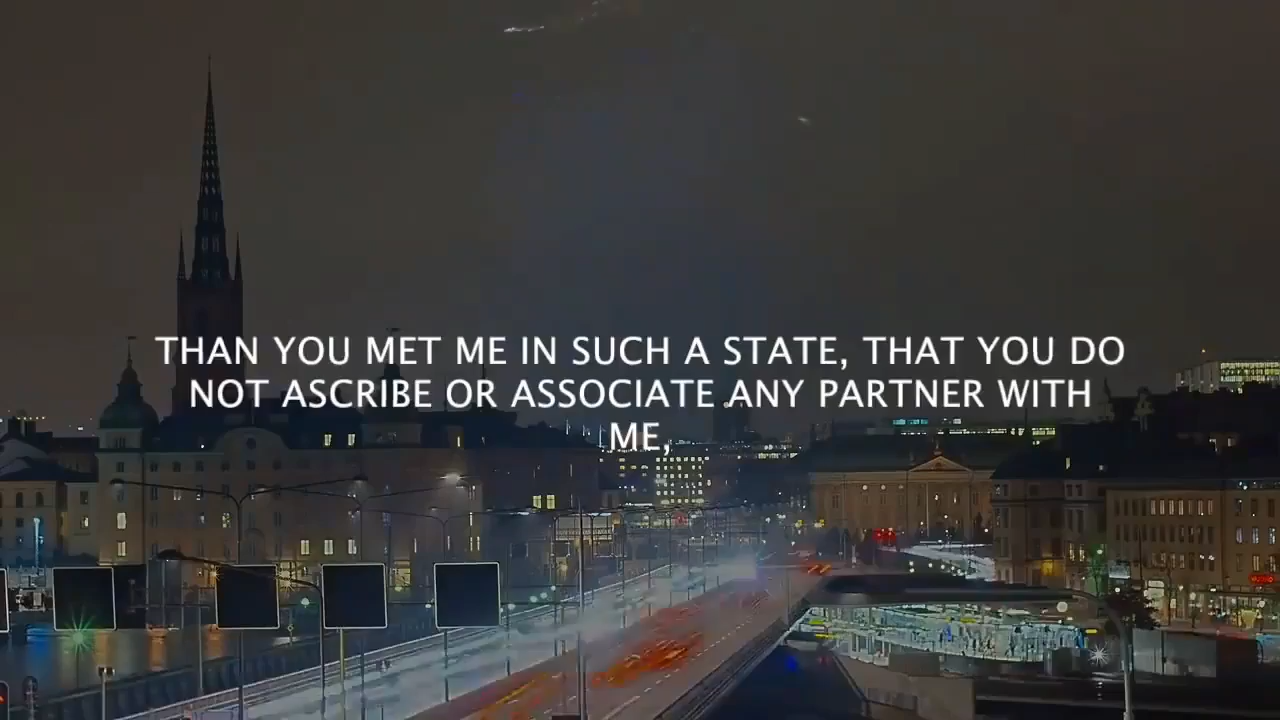 THAN YOU MET ME IN SUCH A STATE, THAT YOU DO
NOT ASCRIBE OR ASSOCIATE ANY PARTNER WITH
ME,